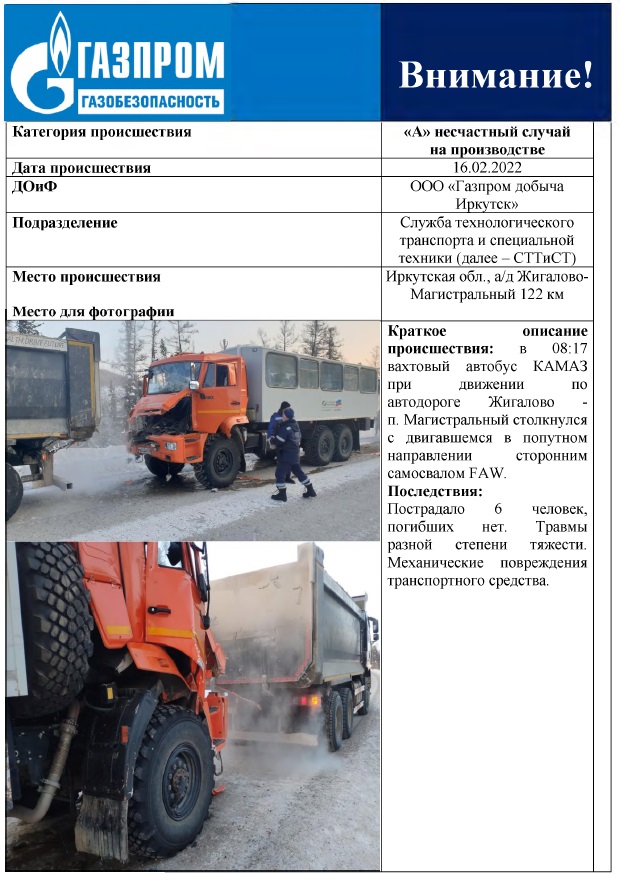 ГАЗПРОМ
ГАЗОБЕЗОПАСНОСТЬ
Внимание!
Категория происшествия
«А» несчастный случай
на производстве
Дата происшествия
16.02.2022
ДОиФ
ООО «Газпром добыча
Иркутск»
Подразделение
Служба технологического
транспорта и специальной
техники (далее – СТТиСТ)
Место происшествия
Иркутская обл., а/д Жигалово-
Магистральный 122 км
Место для фотографии
Краткое описание
происшествия: в 08:17
вахтовый автобус КАМАЗ
при движении по
автодороге Жигалово -
п. Магистральный столкнулся
с двигавшемся в попутном
направлении сторонним
самосвалом FAW.
Последствия:
Пострадало 6 человек,
погибших нет. Травмы
разной степени тяжести.
Механические повреждения
транспортного средства.